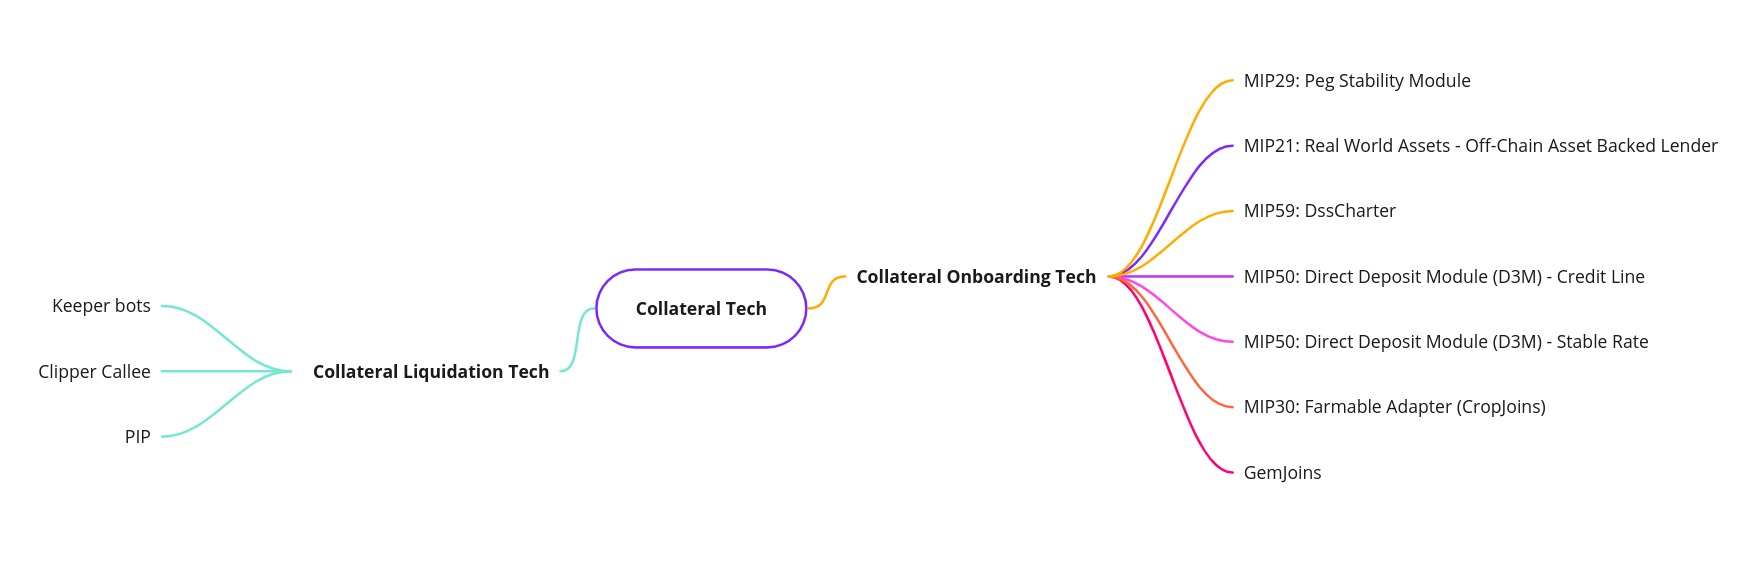 Collateral Tech
Collateral Onboarding Tech
MIP29: Peg Stability Module
MIP21: Real World Assets - Off-Chain Asset Backed Lender
MIP59: DssCharter
MIP50: Direct Deposit Module (D3M) - Credit Line
MIP50: Direct Deposit Module (D3M) - Stable Rate
MIP30: Farmable Adapter (CropJoins)
GemJoins
Collateral Liquidation Tech
Keeper bots
Clipper Callee
PIP